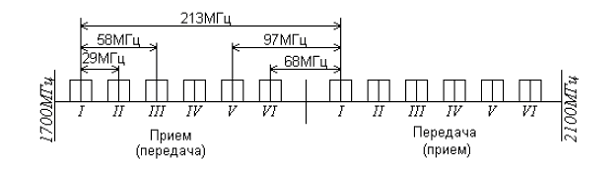 213МГц
58МГц 97МГц
29МГц 68МГц
1700МГц
I II III IV V VI I II III IV V VI
2100МГц
Прием Передача
(передача) (прием)